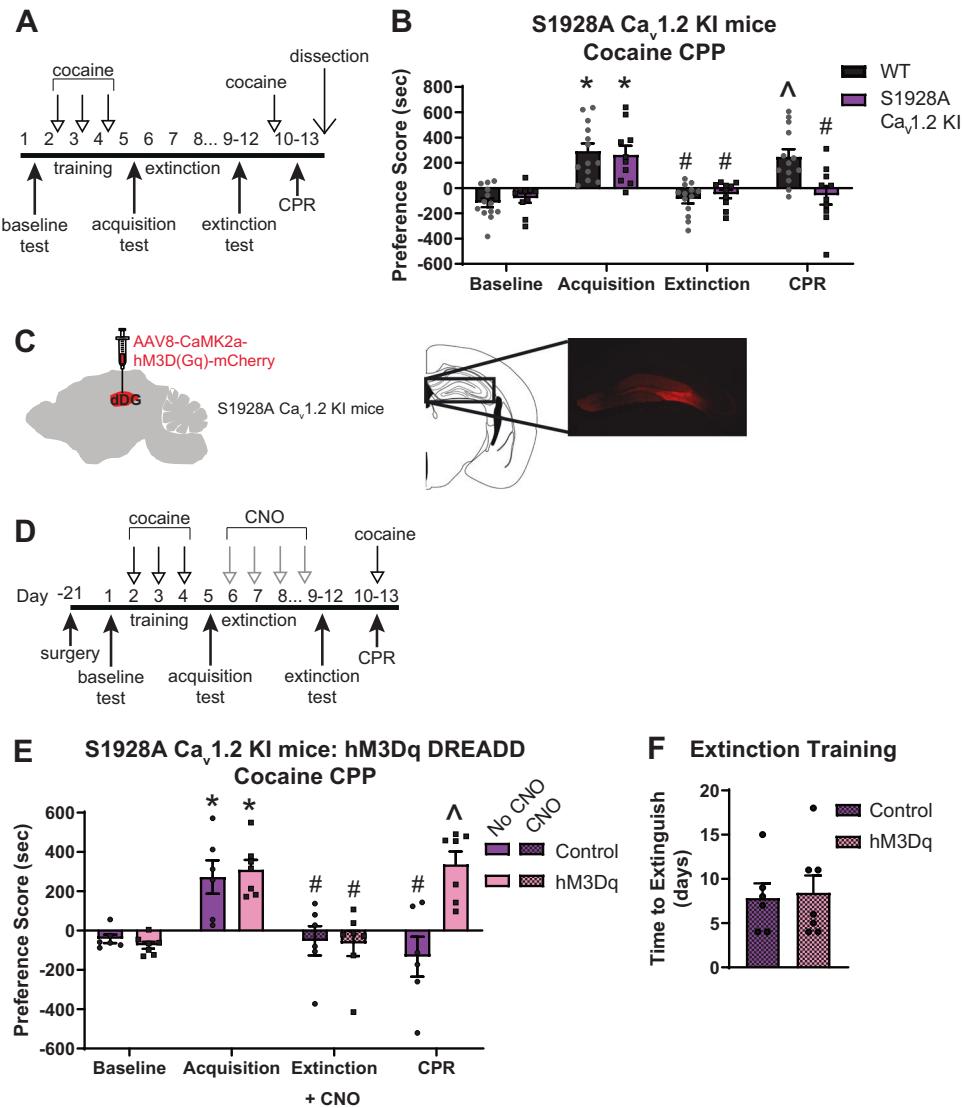 A
cocaine
cocaine
dissection
1 2 3 4 5 6 7 8... 9-12 10-13
training
extinction
CPR
baseline
test
acquisition
test
extinction
test
B
S1928A Cav1.2 KI mice
Cocaine CPP
WT
S1928A
Cav1.2 KI
Preference Score (sec)
800
600
400
200
0
-200
-400
-600
* * # # ^ #
Baseline Acquisition Extinction CPR
C
AAV8-CaMK2a-
hM3D(Gq)-mCherry
dDG
S1928A Cav1.2 KI mice
D
cocaine
CNO
cocaine
Day -21 1 2 3 4 5 6 7 8... 9-12 10-13
training
extinction
surgery
CPR
baseline
test
acquisition
test
extinction
test
E
S1928A Cav1.2 KI mice: hM3Dq DREADD
Cocaine CPP
No CNO
CNO
Control
hM3Dq
Preference Score (sec)
600
400
200
0
-200
-400
-600
* * # # # ^
Baseline Acquisition Extinction CPR
+ CNO
F
Extinction Training
Control
hM3Dq
Time to Extinguish
(days)
20
15
10
5
0